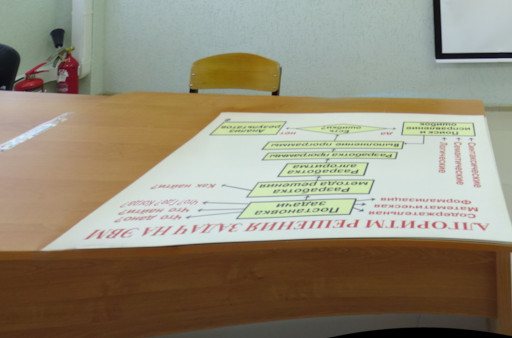 АЛГОРИТМ РЕШЕНИЯ ЗАДАЧ НА ЭВМ
Постановка
задачи
Содержательная
Математическая
Формализация
Что дано?
Что найти?
Как найти?
Разработка
метода решения
Разработка
алгоритма
Разработка программы
Выполнение программы
Есть
ошибки?
да
нет
Анализ
результатов
Поиск и
исправление
ошибок
Синтаксические
Семантические
Логические